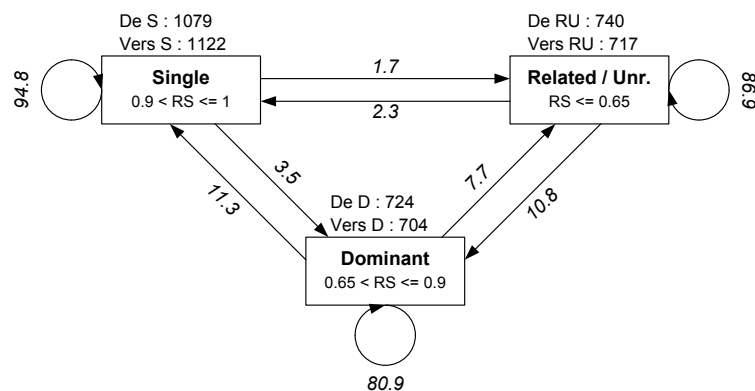 De S : 1079
Vers S : 1122
De RU : 740
Vers RU : 717
94.8
Single
0.9 < RS <= 1
1.7
2.3
Related / Unr.
RS <= 0.65
86.9
3.5
11.3
7.7
10.8
De D : 724
Vers D : 704
Dominant
0.65 < RS <= 0.9
80.9